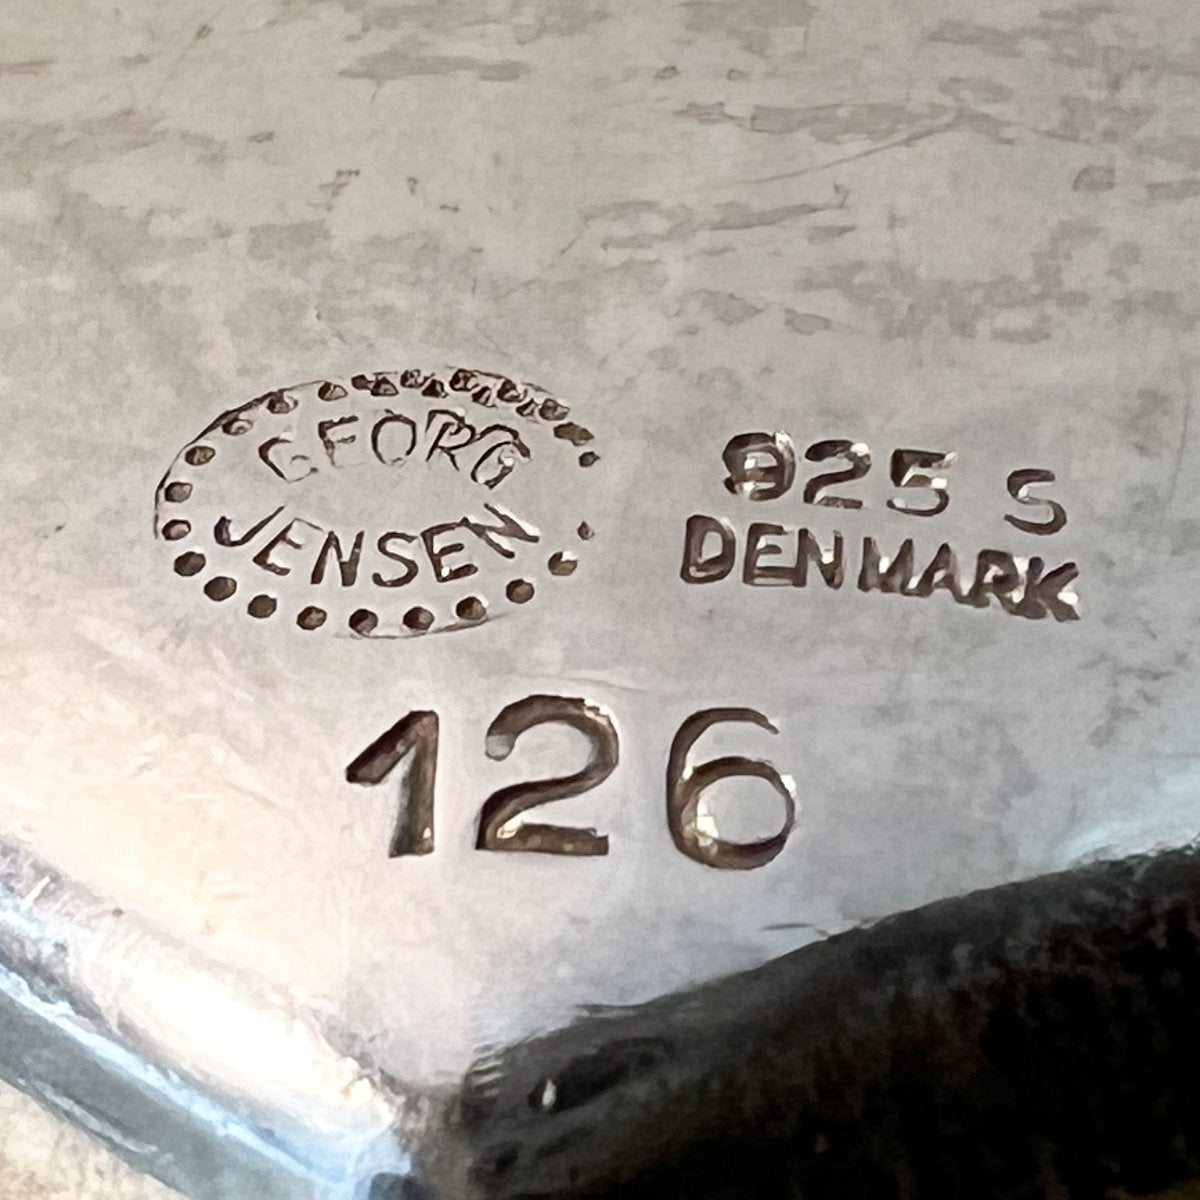 GEORG
JENSEN
925 S
DENMARK
126